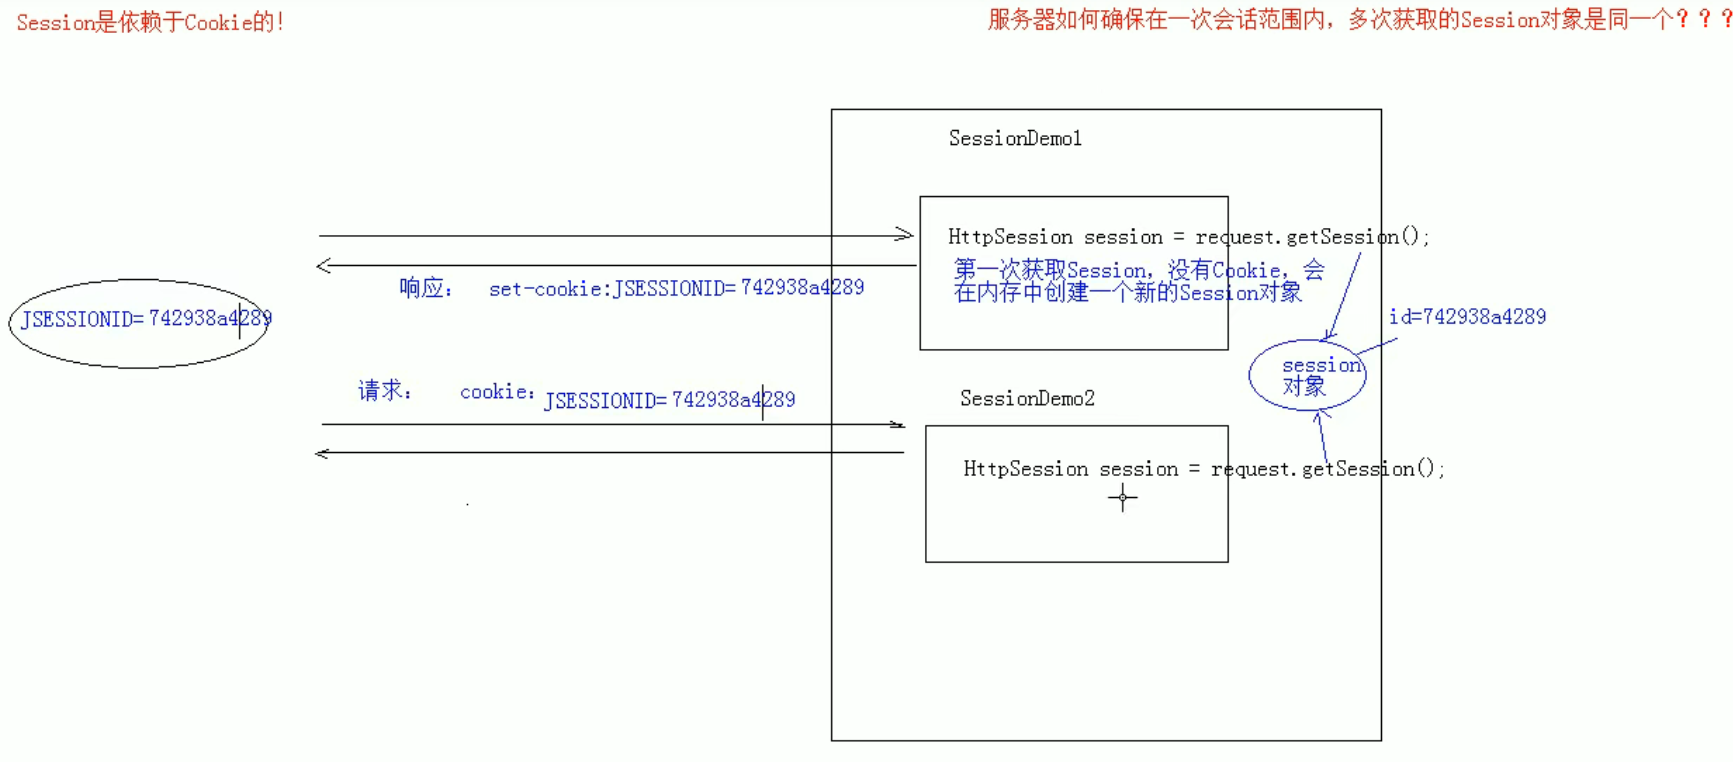 Session是依赖于Cookie的!
服务器如何确保在一次会话范围内，多次获取的Session对象是同一个？？？
SessionDemo1
HttpSession session = request.getSession();
第一次获取Session，没有Cookie，会
在内存中创建一个新的Session对象
响应： set-cookie:JSESSIONID=742938a4289
JSESSIONID=742938a4289
id=742938a4289
session
对象
请求： cookie：JSESSIONID=742938a4289
SessionDemo2
HttpSession session = request.getSession();